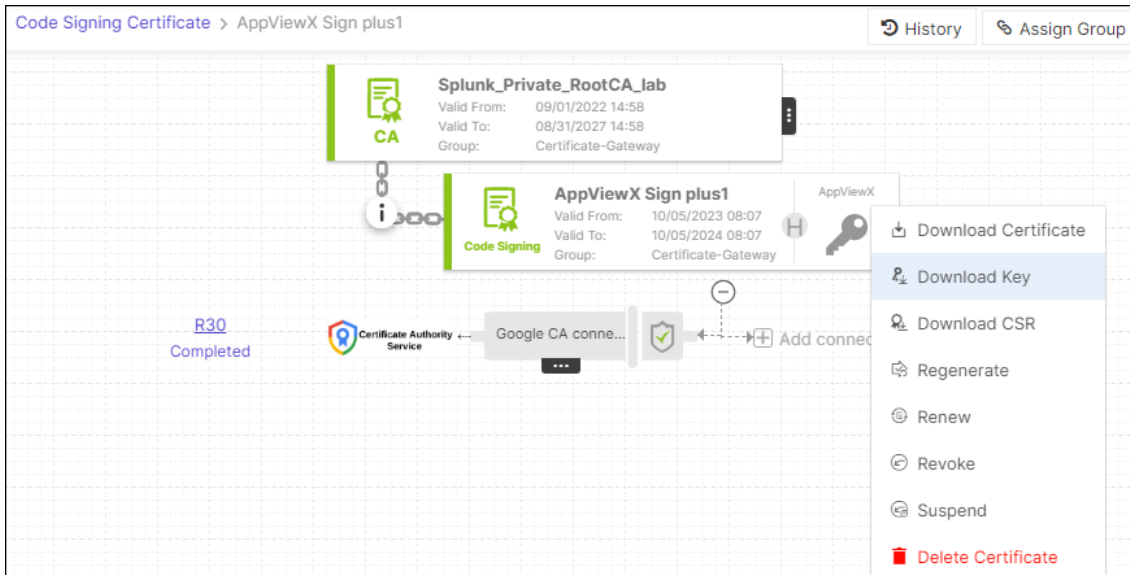 Code Signing Certificate > AppViewX Sign plus1
History
Assign Group
Splunk_Private_RootCA_lab
Valid From: 09/01/2022 14:58
Valid To: 08/31/2027 14:58
Group: Certificate-Gateway
CA
AppViewX Sign plus1
Valid From: 10/05/2023 08:07
Valid To: 10/05/2024 08:07
Group: Certificate-Gateway
Code Signing
H
AppViewX
i
Download Certificate
Download Key
Download CSR
Regenerate
Renew
Revoke
Suspend
Delete Certificate
R30
Completed
Certificate Authority
Service
Google CA conne...
Add connec